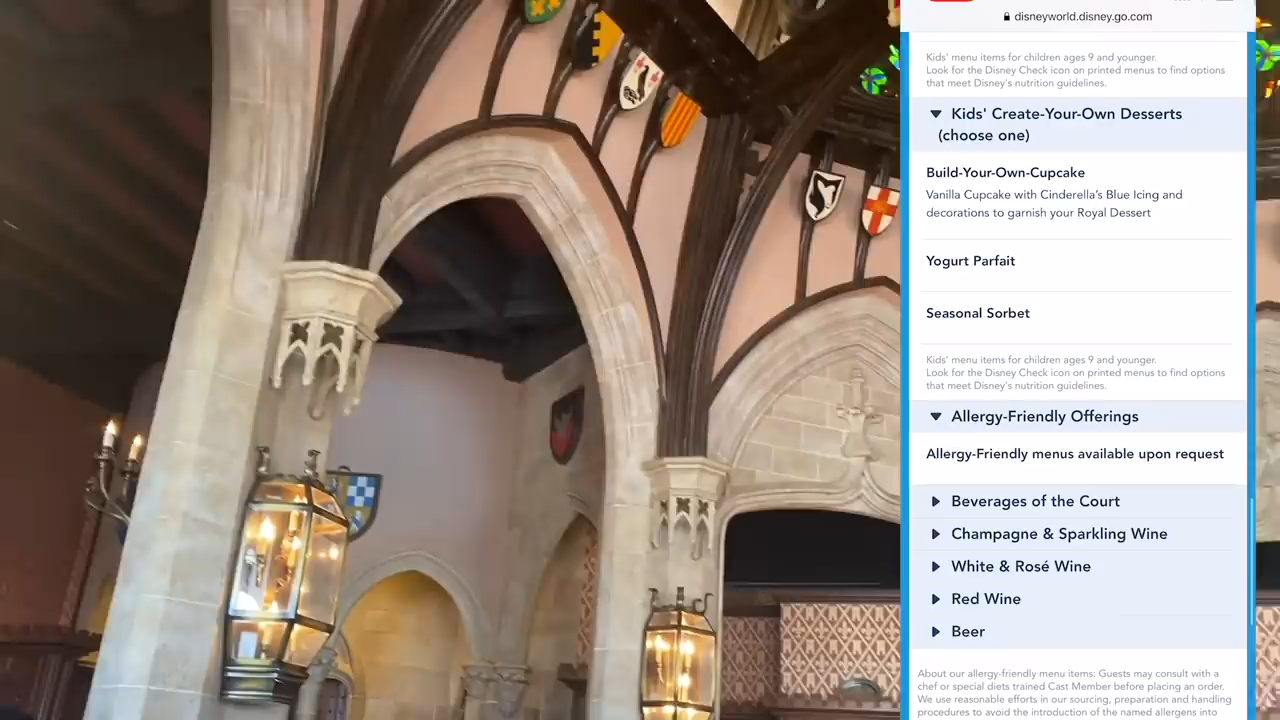 disneyworld.disney.go.com
Kids' menu items for children ages 9 and younger.
Look for the Disney Check icon on printed menus to find options
that meet Disney's nutrition guidelines.
Kids' Create-Your-Own Desserts
(choose one)
Build-Your-Own-Cupcake
Vanilla Cupcake with Cinderella's Blue Icing and
decorations to garnish your Royal Dessert
Yogurt Parfait
Seasonal Sorbet
Kids' menu items for children ages 9 and younger.
Look for the Disney Check icon on printed menus to find options
that meet Disney's nutrition guidelines.
Allergy-Friendly Offerings
Allergy-Friendly menus available upon request
Beverages of the Court
Champagne & Sparkling Wine
White & Rosé Wine
Red Wine
Beer
About our allergy-friendly menu items: Guests may consult with a
chef or special diets trained Cast Member before placing an order.
We use reasonable efforts in our sourcing, preparation and handling
procedures to avoid the introduction of the named allergens into